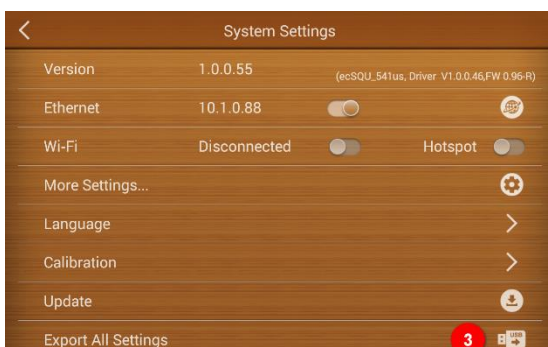 System Settings
Version 1.0.0.55 (ecSQU_541us, Driver V1.0.0.46,FW 0.96-R)
Ethernet 10.1.0.88
Wi-Fi Disconnected Hotspot
More Settings...
Language
Calibration
Update
Export All Settings 3 USB